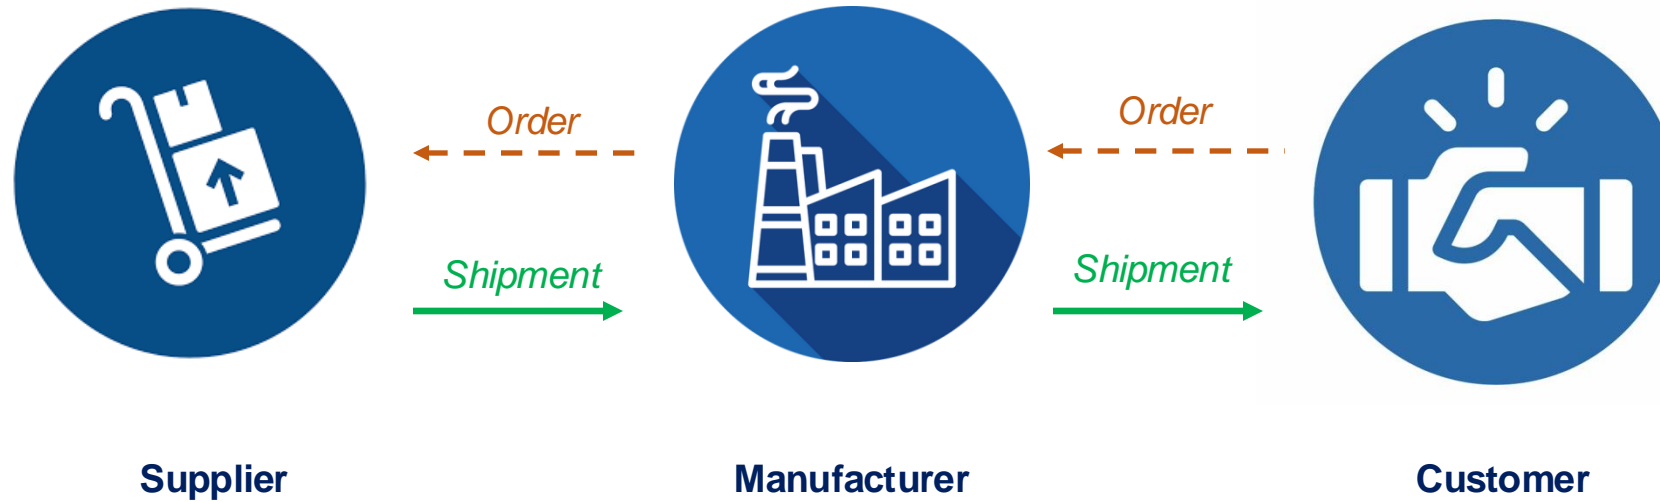 Order
Order
Shipment
Shipment
Supplier
Manufacturer
Customer